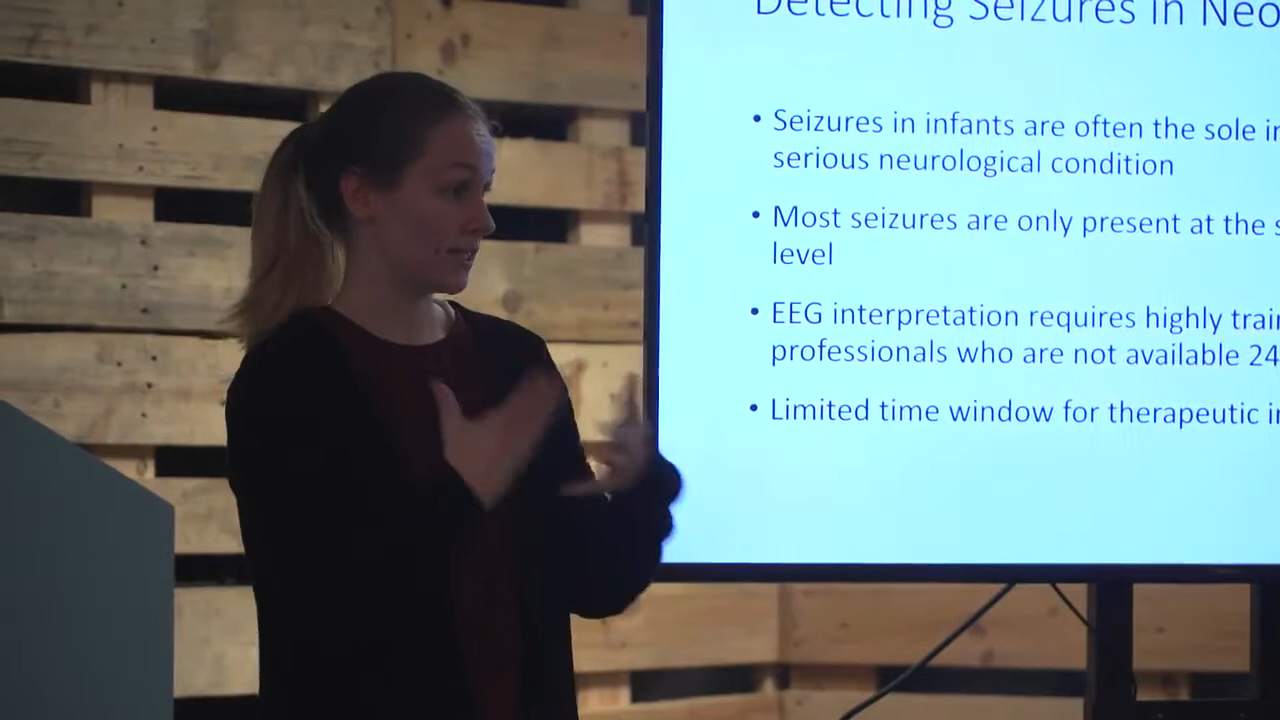 Detecting Seizures in Neo
• Seizures in infants are often the sole
serious neurological condition
• Most seizures are only present at the
level
• EEG interpretation requires highly
professionals who are not available 24
• Limited time window for therapeutic